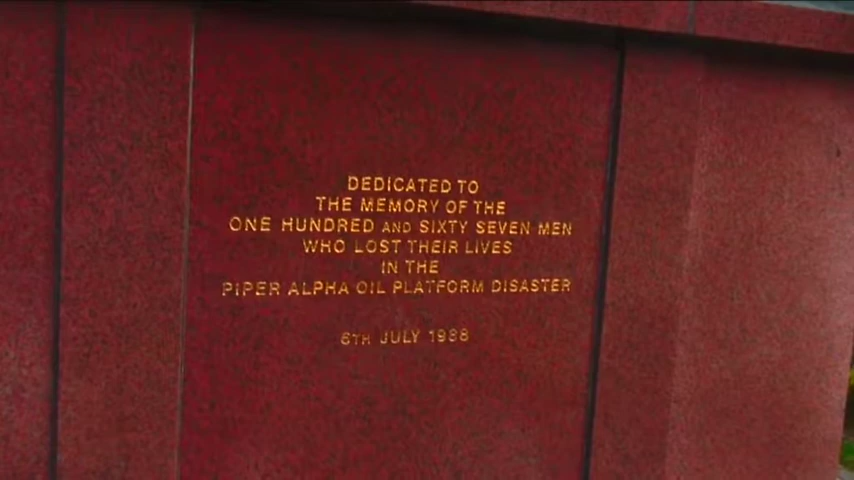 DEDICATED TO
THE MEMORY OF THE
ONE HUNDRED AND SIXTY SEVEN MEN
WHO LOST THEIR LIVES
IN THE
PIPER ALPHA OIL PLATFORM DISASTER
6TH JULY 1988